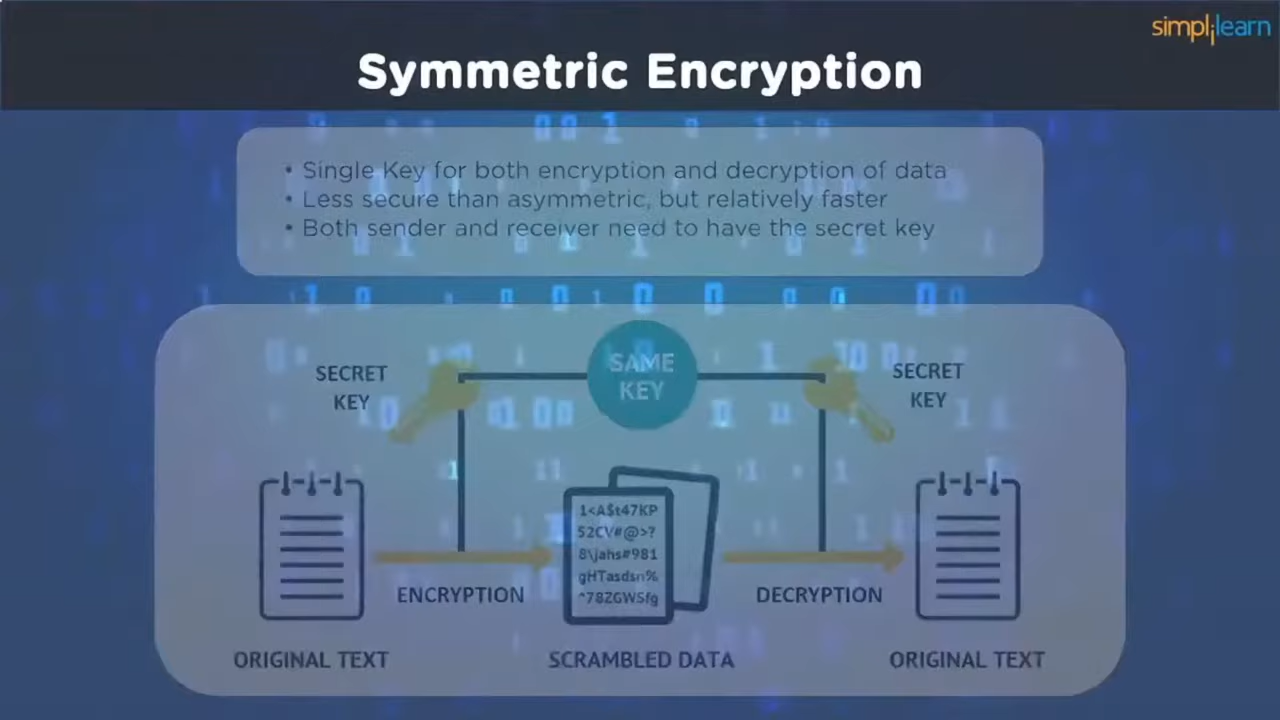 simplilearn
Symmetric Encryption
• Single Key for both encryption and decryption of data
• Less secure than asymmetric, but relatively faster
• Both sender and receiver need to have the secret key
SECRET
KEY
SAME
KEY
SECRET
KEY
1<A$t47KP
52CV#@>?
8\jahs#981
gHTasdsn%
^78ZGWSfg
ENCRYPTION
DECRYPTION
ORIGINAL TEXT
SCRAMBLED DATA
ORIGINAL TEXT